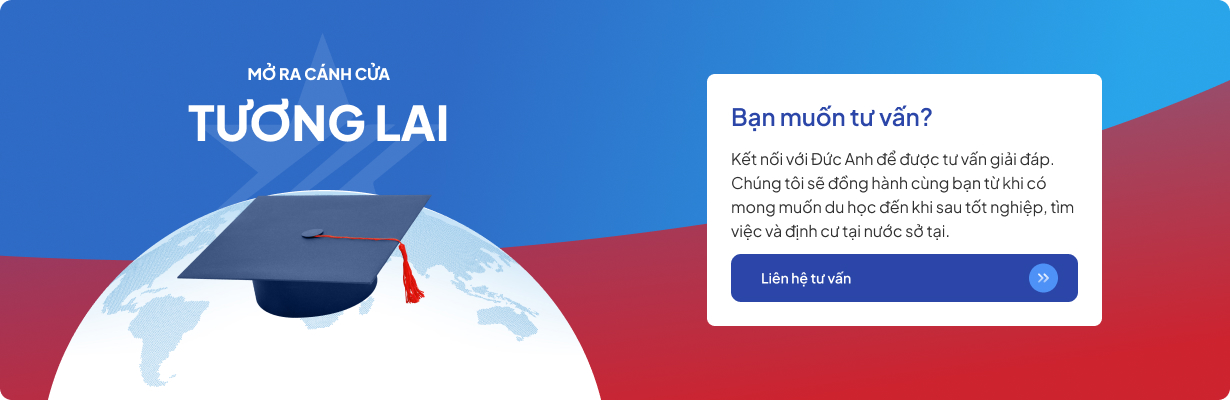 MỞ RA CÁNH CỬA
TƯƠNG LAI
Bạn muốn tư vấn?
Kết nối với Đức Anh để được tư vấn giải đáp.
Chúng tôi sẽ đồng hành cùng bạn từ khi có
mong muốn du học đến khi sau tốt nghiệp, tìm
việc và định cư tại nước sở tại.
Liên hệ tư vấn